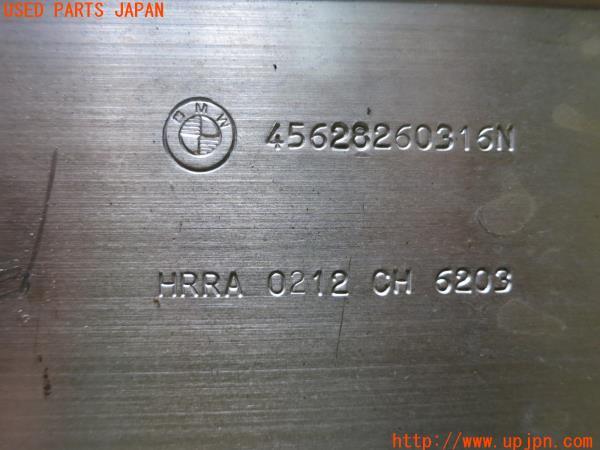 USED PARTS JAPAN
BMW
45628260316N
HRRA 0212 CH 6203
http://www.upjpn.com